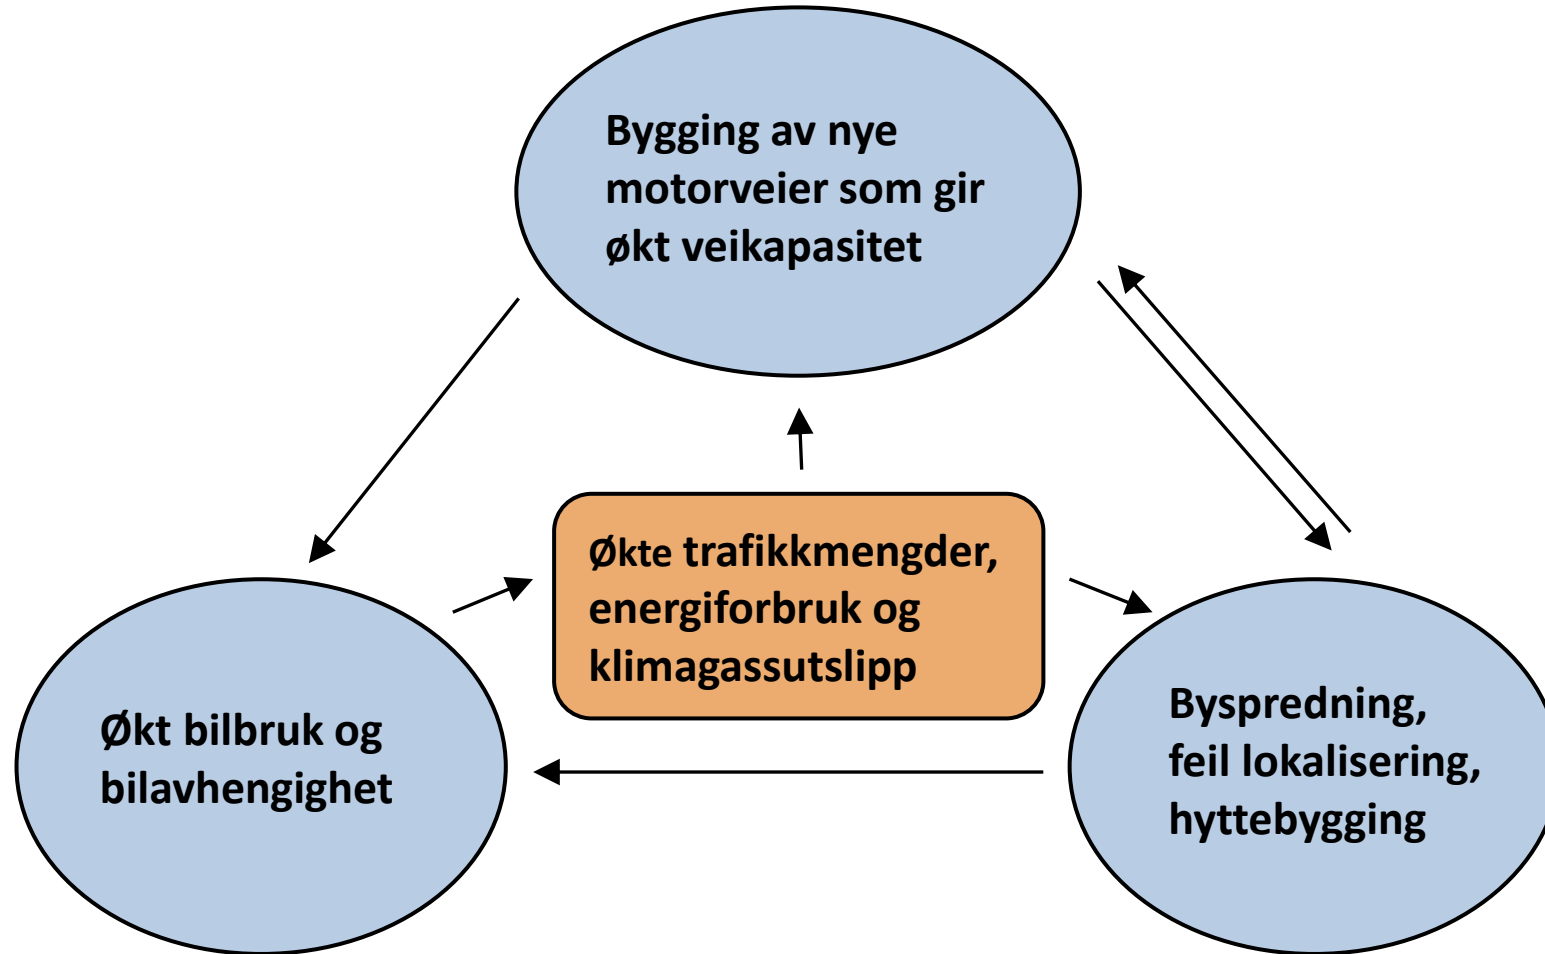 Bygging av nye
motorveier som gir
økt veikapasitet
Økte trafikkmengder,
energiforbruk og
klimagassutslipp
Økt bilbruk og
bilavhengighet
Byspredning,
feil lokalisering,
hyttebygging